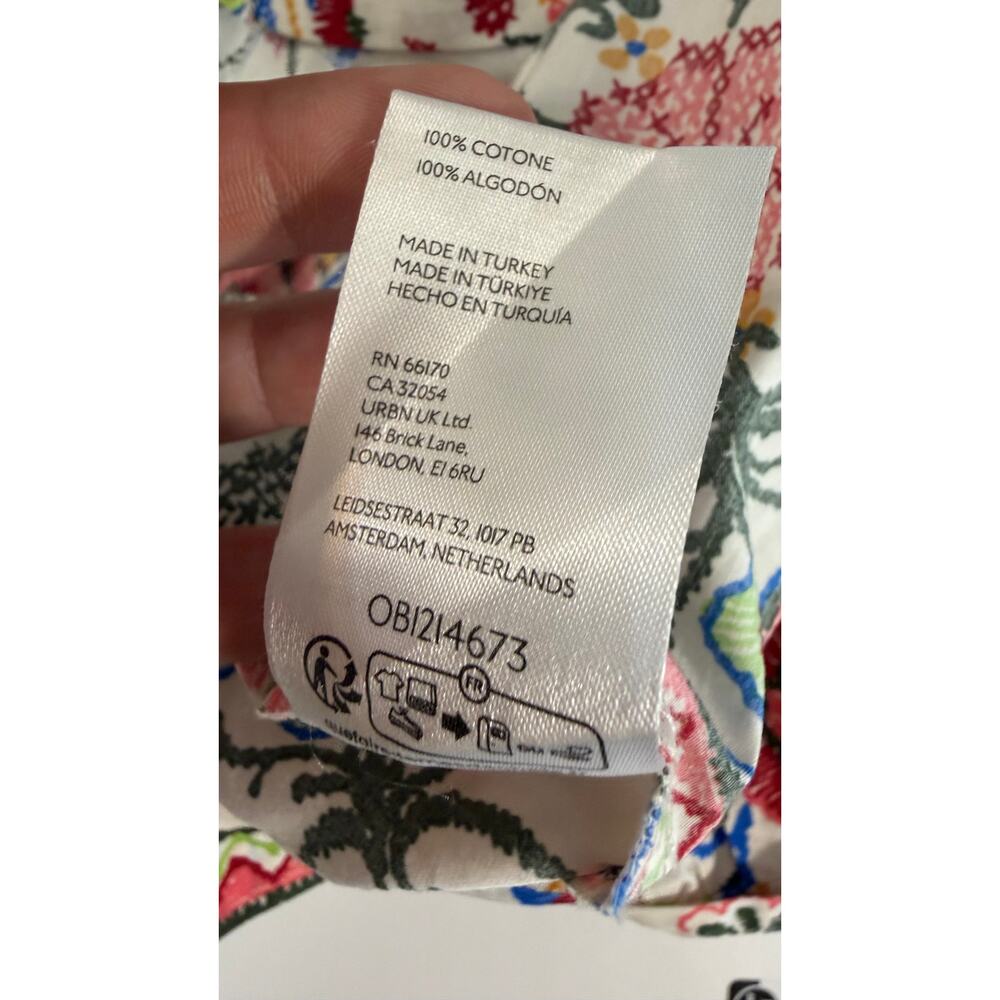 100% COTONE
100% ALGODÓN
MADE IN TURKEY
MADE IN TÜRKIYE
HECHO EN TURQUÍA
RN 66170
CA 32054
URBN UK Ltd.
146 Brick Lane,
LONDON, E1 6RU
LEIDSESTRAAT 32, 1017 PB
AMSTERDAM, NETHERLANDS
OB1214673
FR